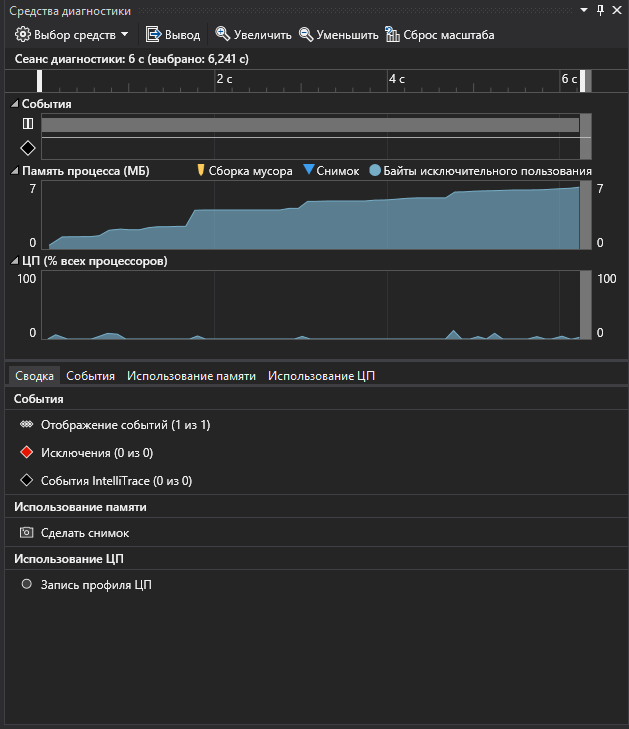 Средства диагностики
Выбор средств Вывод Увеличить Уменьшить Сброс масштаба
Сеанс диагностики: 6 с (выбрано: 6,241 с)
2 с 4 с 6 с
События
Память процесса (МБ) Сборка мусора Снимок Байты исключительного пользования
7 7
0 0
ЦП (% всех процессоров)
100 100
0 0
Сводка События Использование памяти Использование ЦП
События
Отображение событий (1 из 1)
Исключения (0 из 0)
События IntelliTrace (0 из 0)
Использование памяти
Сделать снимок
Использование ЦП
Запись профиля ЦП